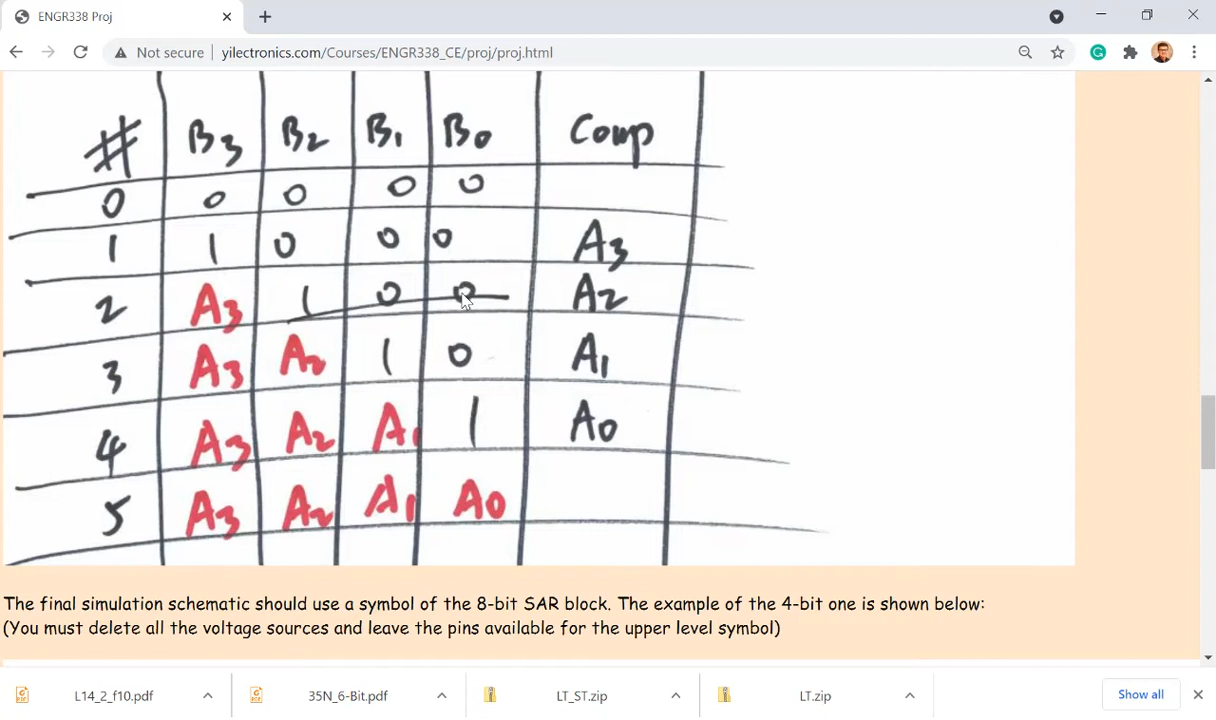 ENGR338 Proj
Not secure | yilectronics.com/Courses/ENGR338_CE/proj/proj.html
# B3 B2 B1 B0 Comp
0 0 0 0 0
1 1 0 0 0 A3
2 A3 1 0 0 A2
3 A3 A2 1 0 A1
4 A3 A2 A1 1 A0
5 A3 A2 A1 A0
The final simulation schematic should use a symbol of the 8-bit SAR block. The example of the 4-bit one is shown below:
(You must delete all the voltage sources and leave the pins available for the upper level symbol)
L14_2_f10.pdf 35N_6-Bit.pdf LT_ST.zip LT.zip Show all